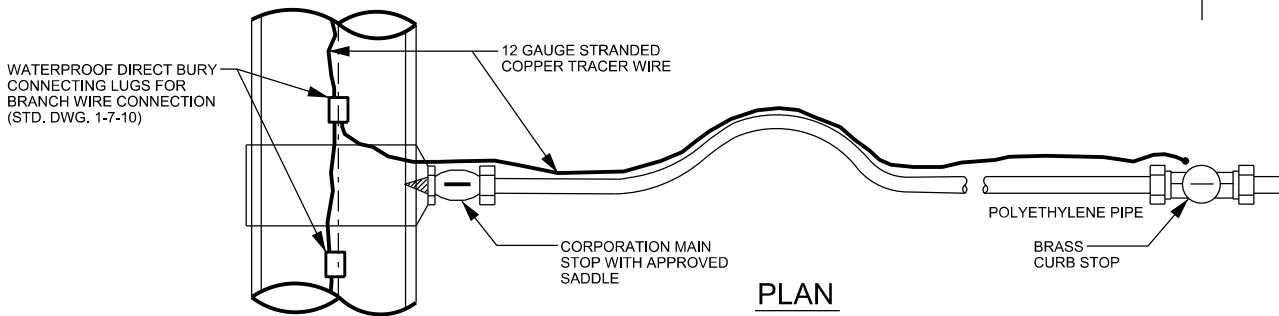 12 GAUGE STRANDED
COPPER TRACER WIRE
WATERPROOF DIRECT BURY
CONNECTING LUGS FOR
BRANCH WIRE CONNECTION
(STD. DWG. 1-7-10)
POLYETHYLENE PIPE
CORPORATION MAIN
STOP WITH APPROVED
SADDLE
BRASS
CURB STOP
PLAN